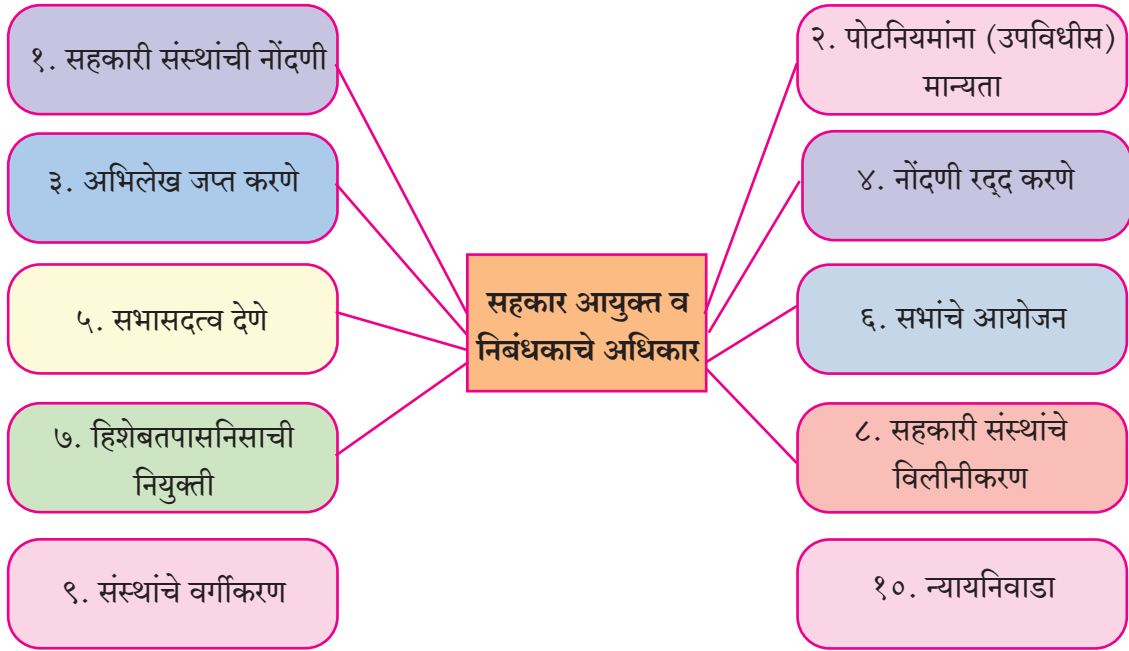 १. सहकारी संस्थांची नोंदणी
२. पोटनियमांना (उपविधीस)
मान्यता
३. अभिलेख जप्त करणे
४. नोंदणी रद्द करणे
सहकार आयुक्त व
निबंधकाचे अधिकार
५. सभासदत्व देणे
६. सभांचे आयोजन
७. हिशेबतपासनिसाची
नियुक्ती
८. सहकारी संस्थांचे
विलीनीकरण
९. संस्थांचे वर्गीकरण
१०. न्यायनिवाडा